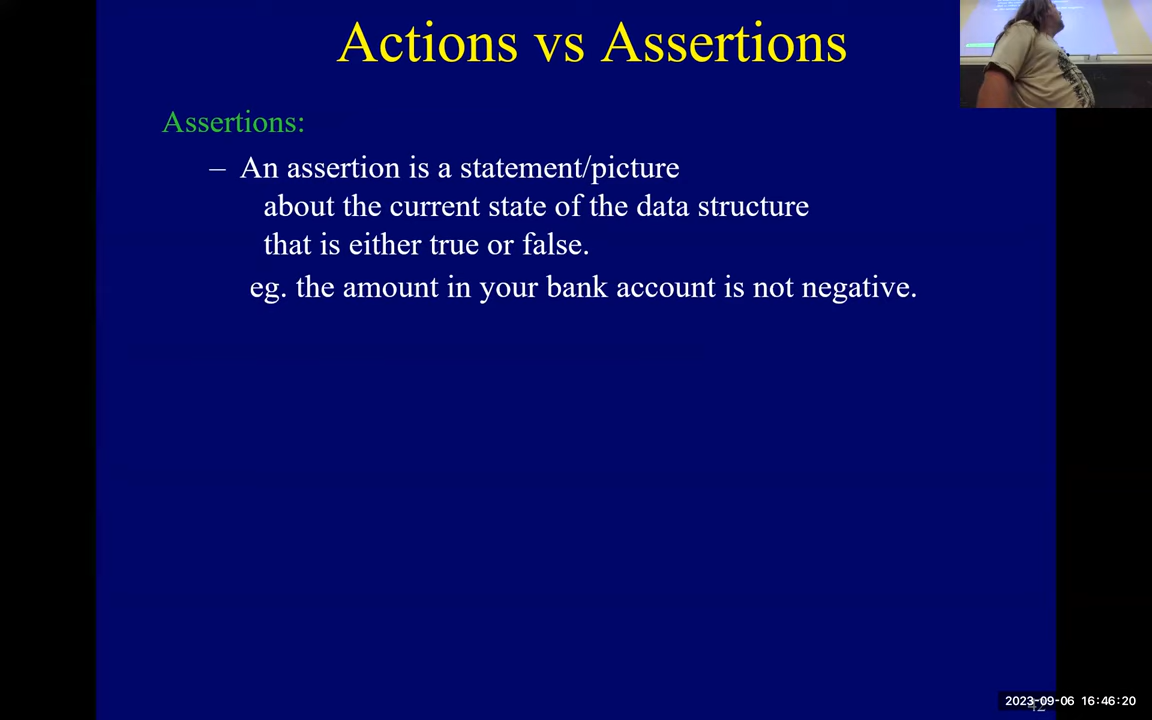 Actions vs Assertions
Assertions:
– An assertion is a statement/picture
about the current state of the data structure
that is either true or false.
eg. the amount in your bank account is not negative.
2023-09-06 16:46:20
42